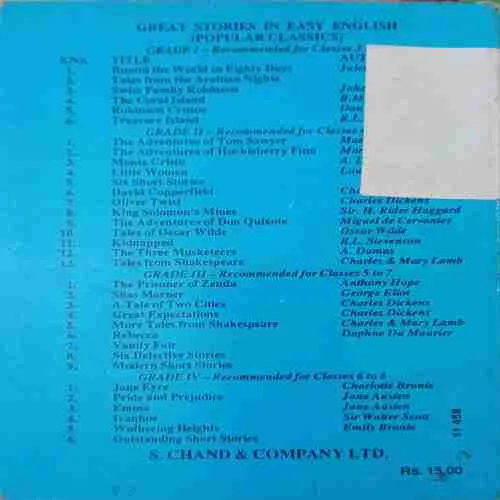 GREAT STORIES IN EASY ENGLISH
(POPULAR CLASSICS)
GRADE I – Recommended for Classes 3
S.No. TITLE AUT
1. Round the World in Eighty Days Jule
2. Tales from the Arabian Nights
3. Swiss Family Robinson Joha
4. The Coral Island R.M.
5. Robinson Crusoe Dan
6. Treasure Island R.L.
GRADE II – Recommended for Classes
1. The Adventures of Tom Sawyer Mar
2. The Adventures of Huckleberry Finn Mar
3. Monte Cristo A. D
4. Little Women Lou
5. Six Short Stories
6. David Copperfield Cha
7. Oliver Twist Charles Dickens
8. King Solomon's Mines Sir. H. Rider Haggard
9. The Adventures of Don Quixote Miguel de Cervantes
10. Tales of Oscar Wilde Oscar Wilde
11. Kidnapped R.L. Stevenson
12. The Three Musketeers A. Dumas
13. Tales from Shakespeare Charles & Mary Lamb
GRADE III – Recommended for Classes 5 to 7
1. The Prisoner of Zenda Anthony Hope
2. Silas Marner George Eliot
3. A Tale of Two Cities Charles Dickens
4. Great Expectations Charles Dickens
5. More Tales from Shakespeare Charles & Mary Lamb
6. Rebecca Daphne Du Maurier
7. Vanity Fair
8. Six Detective Stories
9. Modern Short Stories
GRADE IV – Recommended for Classes 6 to 8
1. Jane Eyre Charlotte Bronte
2. Pride and Prejudice Jane Austen
3. Emma Jane Austen
4. Ivanhoe Sir Walter Scott
5. Wuthering Heights Emily Bronte
6. Outstanding Short Stories
S. CHAND & COMPANY LTD.
Rs. 15.00
11 458